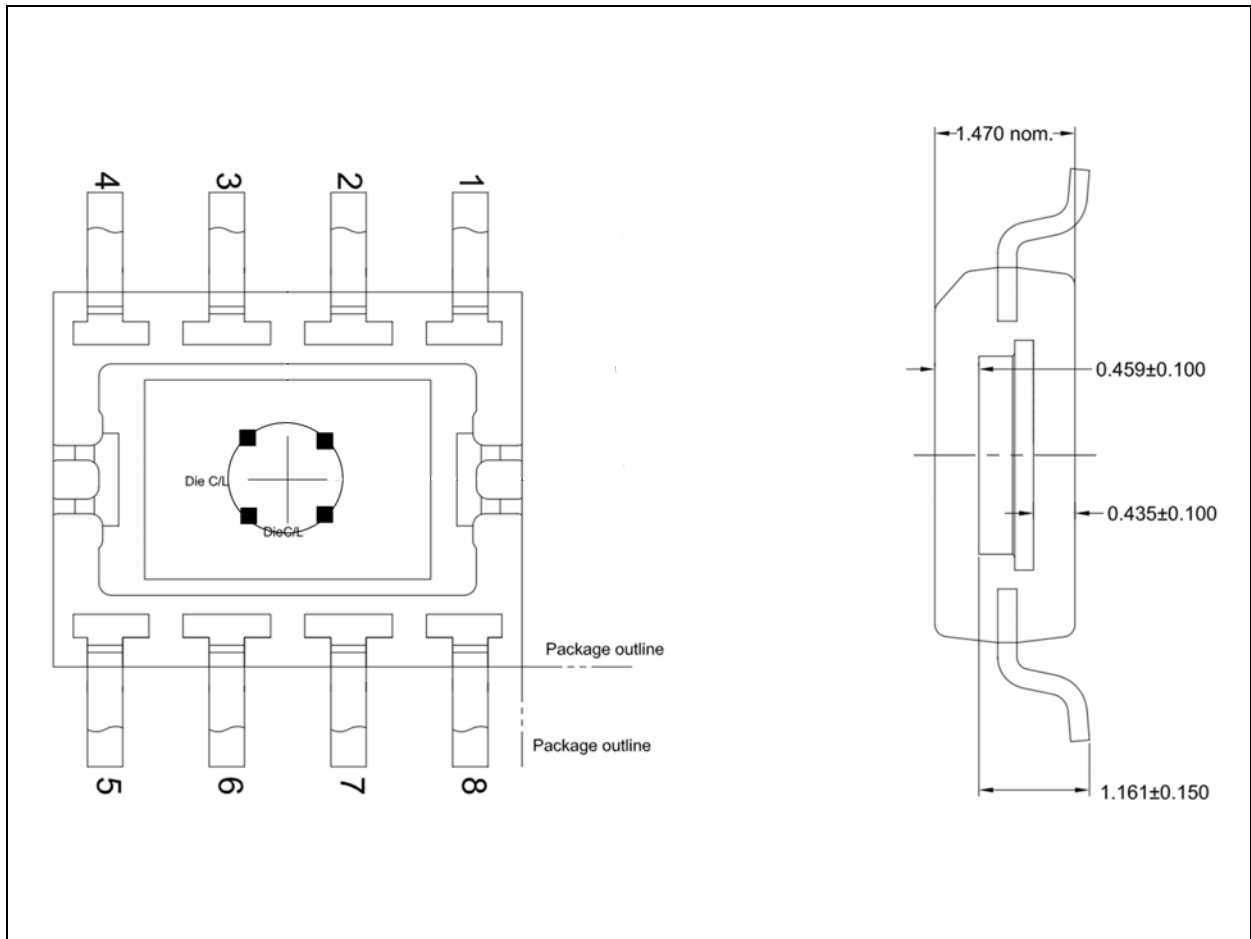 4 3 2 1
Die C/L
DieC/L
5 6 7 8
Package outline
Package outline
1.470 nom.
0.459±0.100
0.435±0.100
1.161±0.150